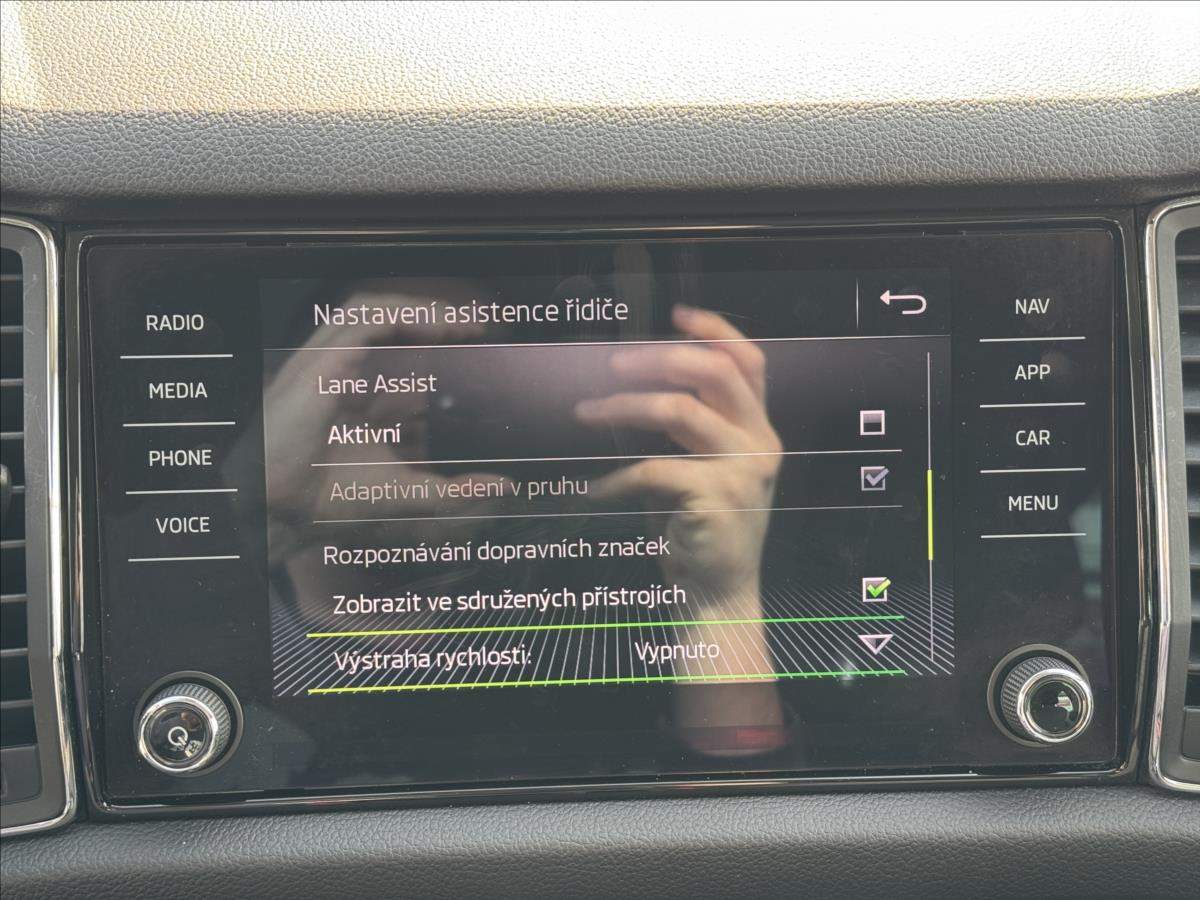 RADIO
MEDIA
PHONE
VOICE
Nastavení asistence řidiče
Lane Assist
Aktivní
Adaptivní vedení v pruhu
Rozpoznávání dopravních značek
Zobrazit ve sdružených přístrojích
Výstraha rychlosti: Vypnuto
NAV
APP
CAR
MENU